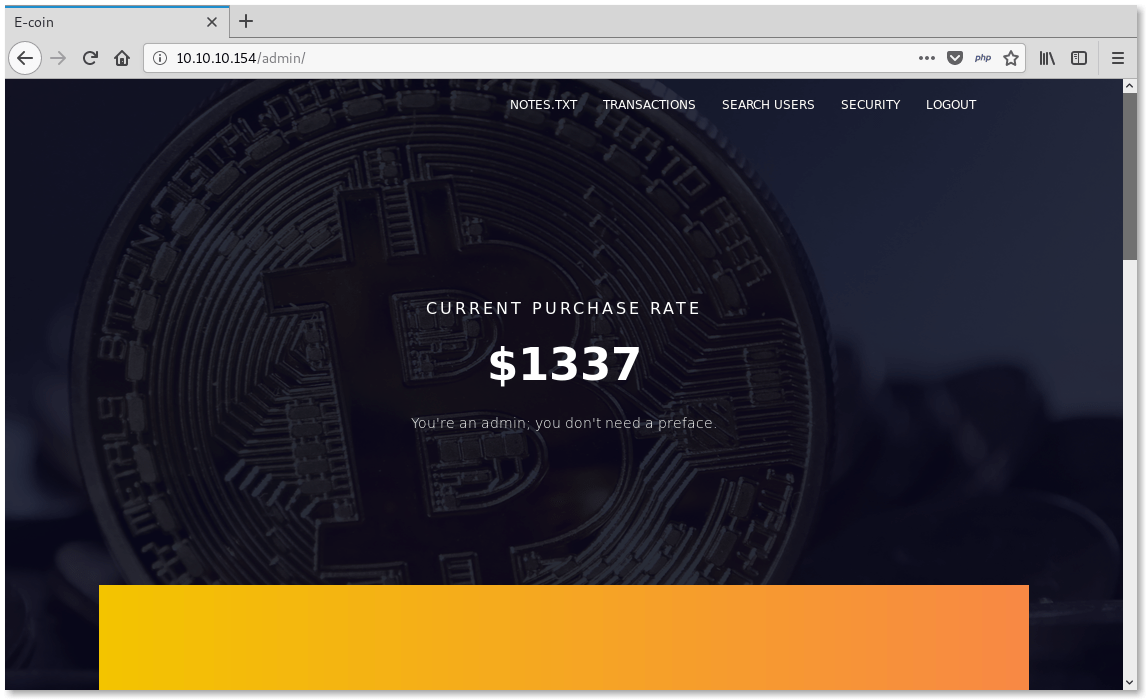 E-coin
10.10.10.154/admin/
php
NOTES.TXT TRANSACTIONS SEARCH USERS SECURITY LOGOUT
CURRENT PURCHASE RATE
$1337
You're an admin; you don't need a preface.